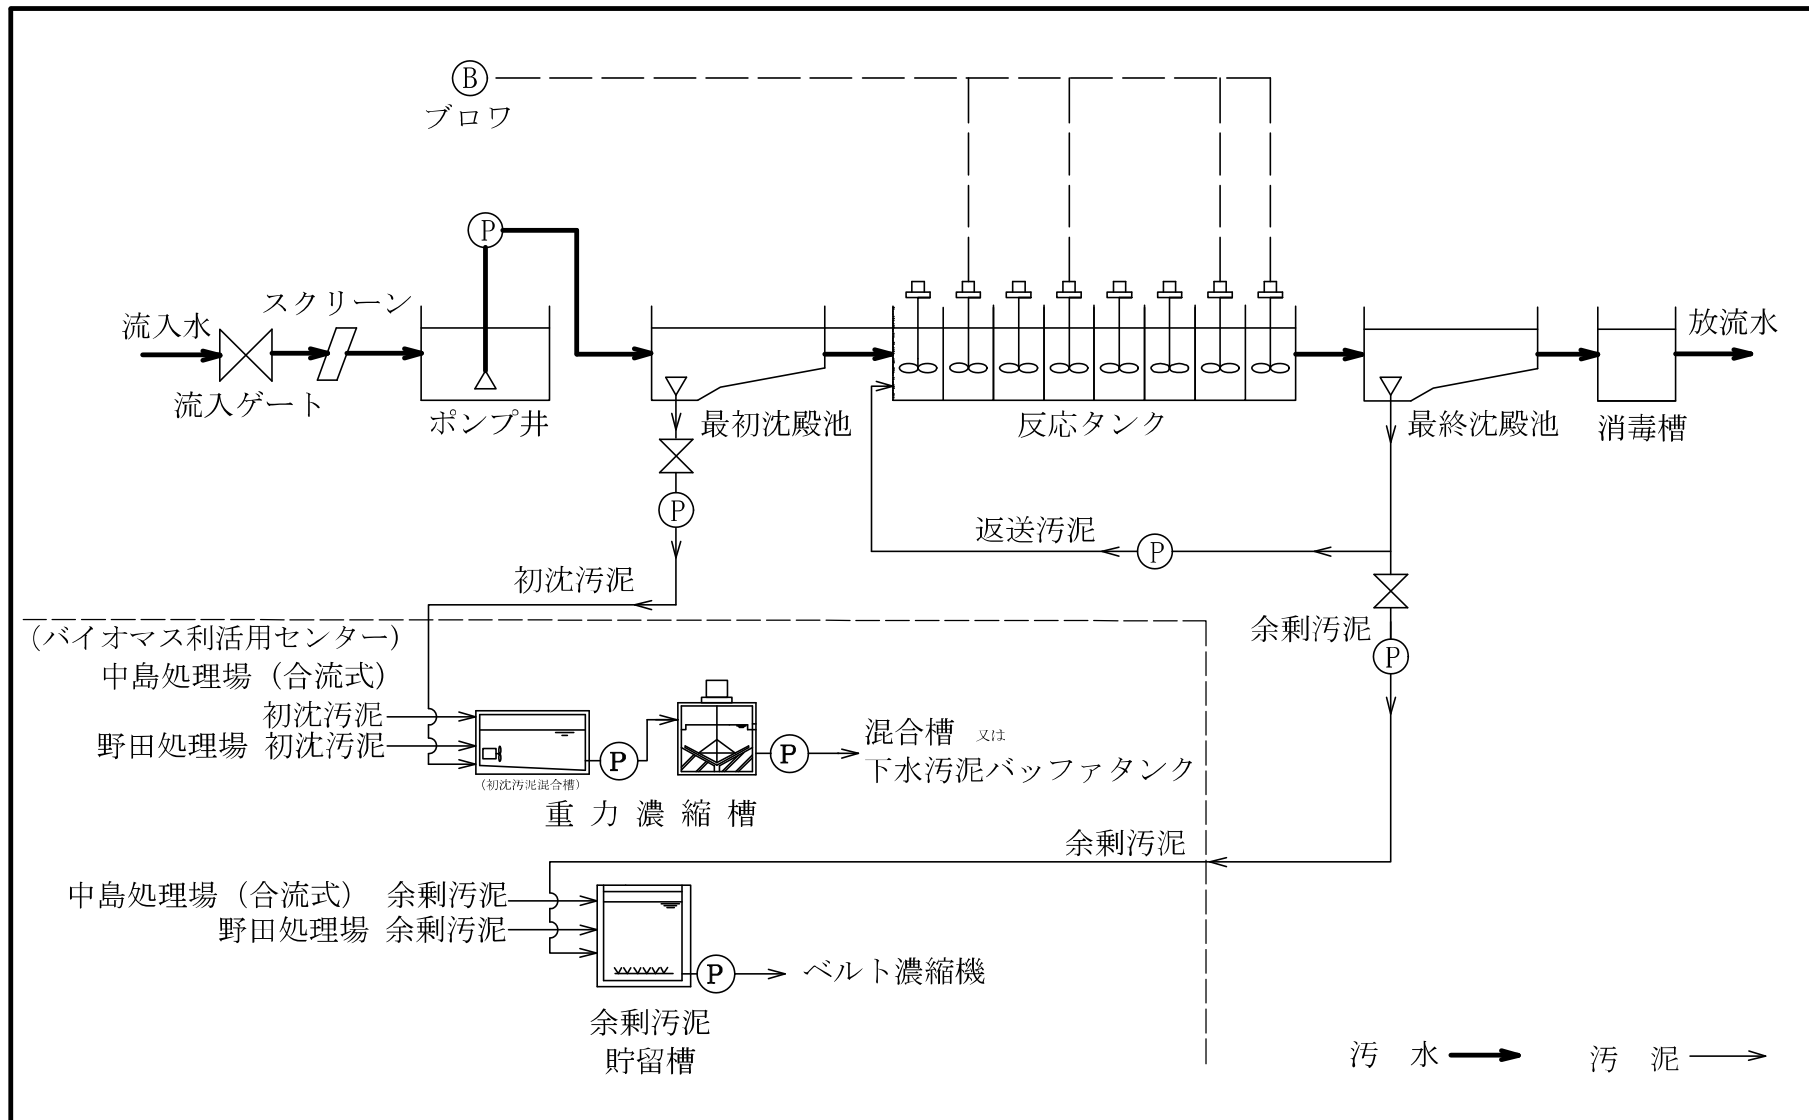 B
ブロワ
P
スクリーン
流入水
流入ゲート
ポンプ井
最初沈殿池
反応タンク
最終沈殿池
消毒槽
放流水
P
返送汚泥
P
初沈汚泥
余剰汚泥
P
(バイオマス利活用センター)
中島処理場 (合流式)
初沈汚泥
野田処理場 初沈汚泥
P
P
(初沈汚泥混合槽)
重力濃縮槽
混合槽 又は
下水汚泥バッファタンク
余剰汚泥
中島処理場 (合流式) 余剰汚泥
野田処理場 余剰汚泥
P
ベルト濃縮機
余剰汚泥
貯留槽
汚 水
汚 泥